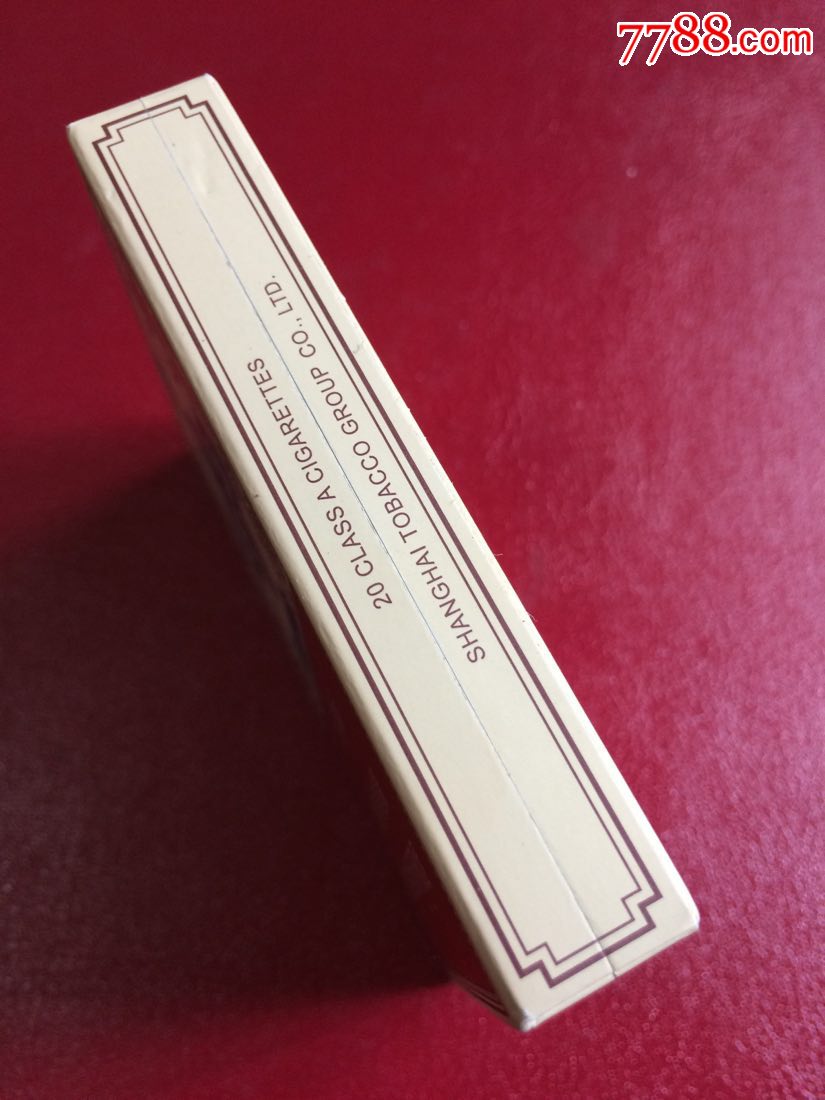 7788.com
20 CLASS A CIGARETTES
SHANGHAI TOBACCO GROUP CO., LTD.